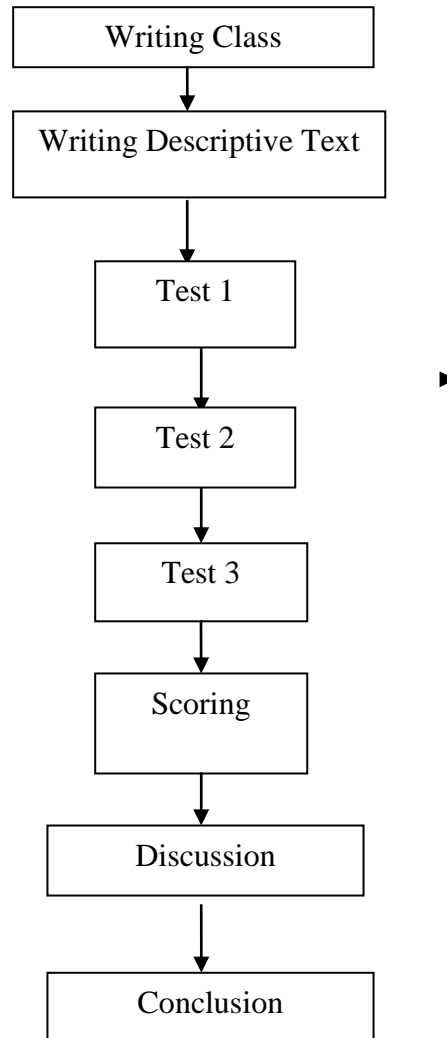 Writing Class
Writing Descriptive Text
Test 1
Test 2
Test 3
Scoring
Discussion
Conclusion